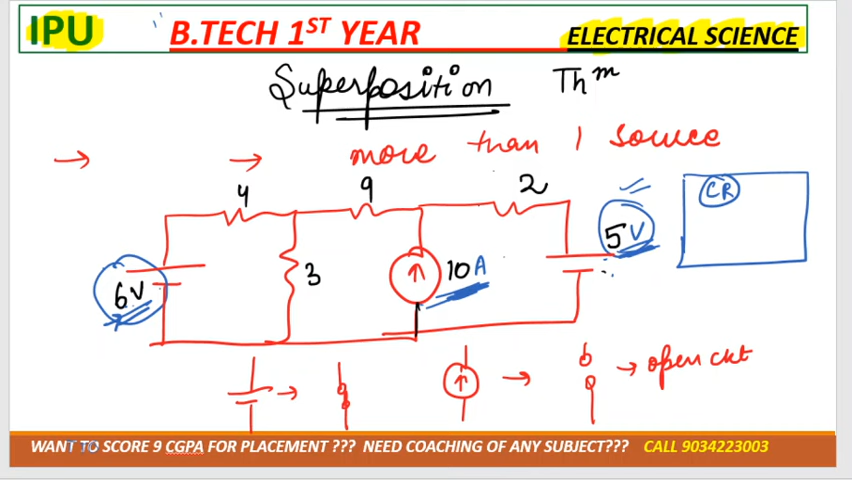 IPU
B.TECH 1ST YEAR
ELECTRICAL SCIENCE
Superposition Thm
→ → more than 1 source
4 9 2
CR
5V
6V
3
10A
→ → → open ckt
WANT TO SCORE 9 CGPA FOR PLACEMENT ??? NEED COACHING OF ANY SUBJECT??? CALL 9034223003